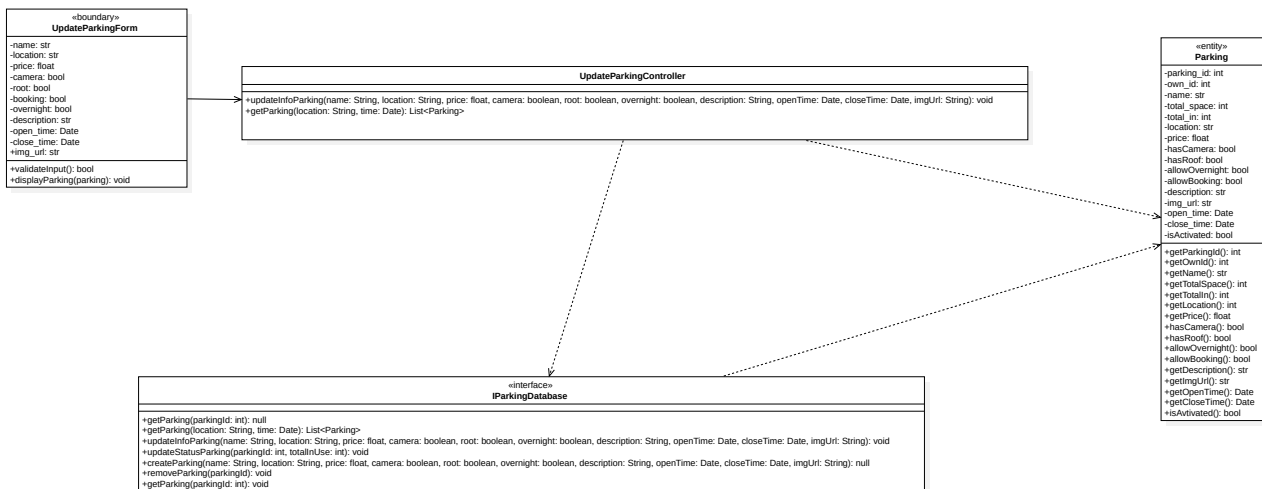 «boundary»
UpdateParkingForm
-name: str
-location: str
-price: float
-camera: bool
-root: bool
-booking: bool
-overnight: bool
-description: str
-open_time: Date
-close_time: Date
+img_url: str
+validateInput(): bool
+displayParking(parking): void
UpdateParkingController
+updateInfoParking(name: String, location: String, price: float, camera: boolean, root: boolean, overnight: boolean, description: String, openTime: Date, closeTime: Date, imgUrl: String): void
+getParking(location: String, time: Date): List<Parking>
«entity»
Parking
-parking_id: int
-own_id: int
-name: str
-total_space: int
-total_in: int
-location: str
-price: float
-hasCamera: bool
-hasRoof: bool
-allowOvernight: bool
-allowBooking: bool
-description: str
-img_url: str
-open_time: Date
-close_time: Date
-isActivated: bool
+getParkingId(): int
+getOwnId(): int
+getName(): str
+getTotalSpace(): int
+getTotalIn(): int
+getLocation(): int
+getPrice(): float
+hasCamera(): bool
+hasRoof(): bool
+allowOvernight(): bool
+allowBooking(): bool
+getDescription(): str
+getImgUrl(): str
+getOpenTime(): Date
+getCloseTime(): Date
+isAvtivated(): bool
«interface»
IParkingDatabase
+getParking(parkingId: int): null
+getParking(location: String, time: Date): List<Parking>
+updateInfoParking(name: String, location: String, price: float, camera: boolean, root: boolean, overnight: boolean, description: String, openTime: Date, closeTime: Date, imgUrl: String): void
+updateStatusParking(parkingId: int, totalInUse: int): void
+createParking(name: String, location: String, price: float, camera: boolean, root: boolean, overnight: boolean, description: String, openTime: Date, closeTime: Date, imgUrl: String): null
+removeParking(parkingId): void
+getParking(parkingId: int): void